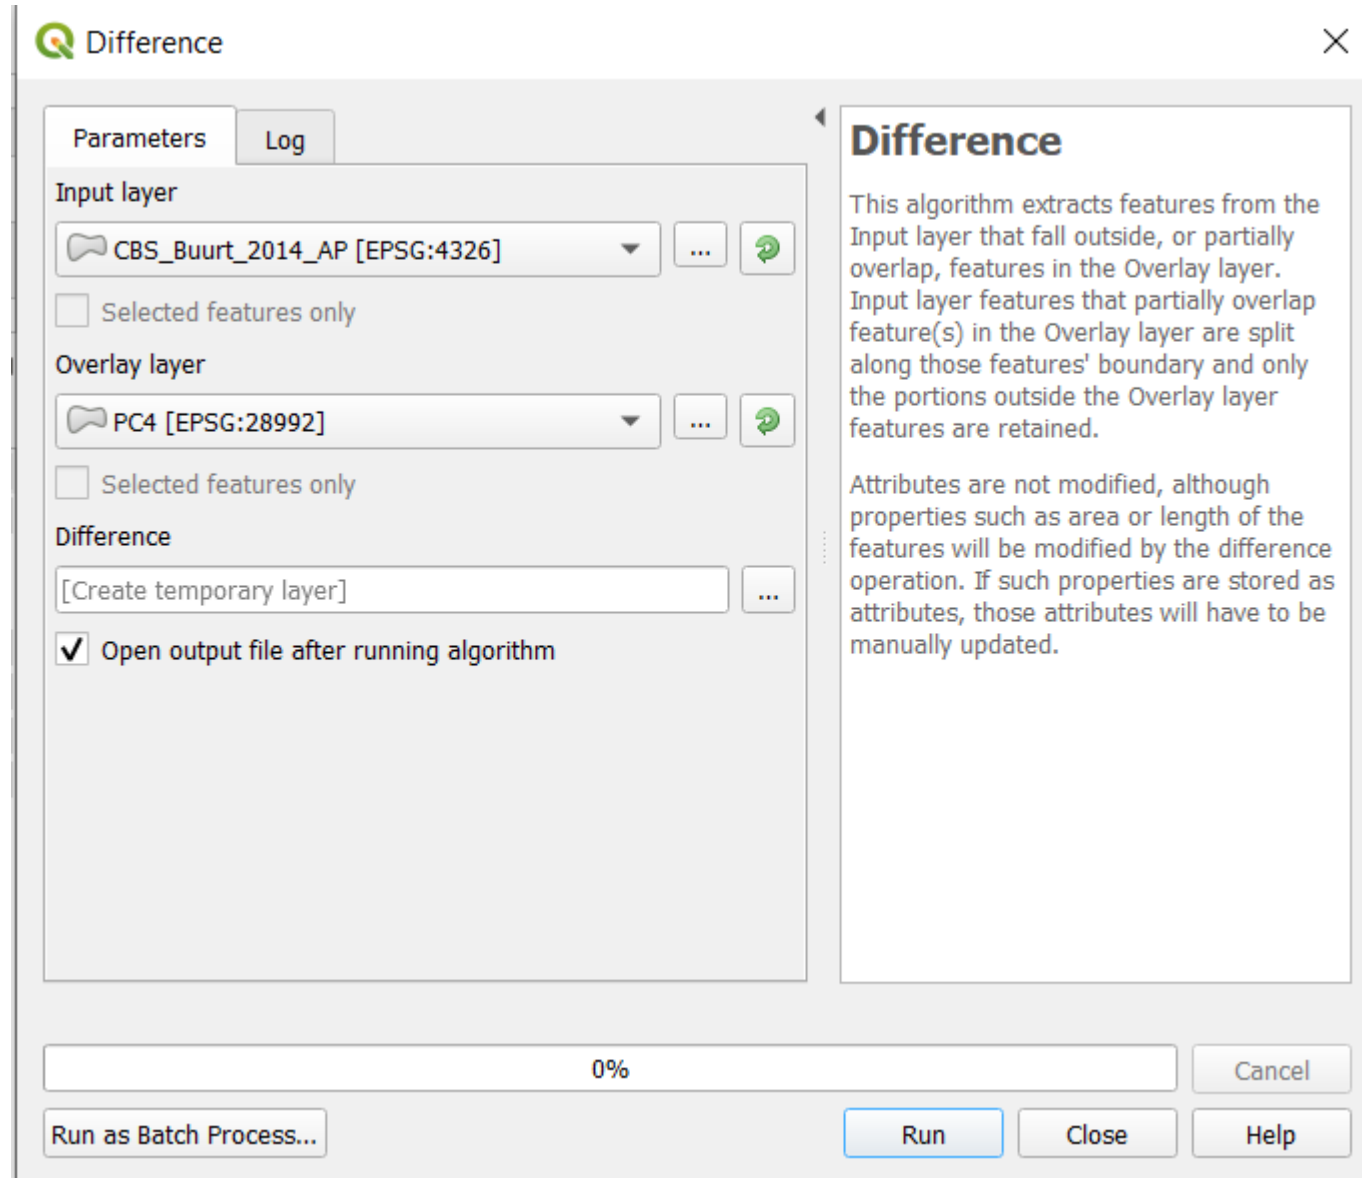 Difference
Parameters
Log
Input layer
CBS_Buurt_2014_AP [EPSG:4326]
...
Selected features only
Overlay layer
PC4 [EPSG:28992]
...
Selected features only
Difference
[Create temporary layer]
...
Open output file after running algorithm
Difference
This algorithm extracts features from the
Input layer that fall outside, or partially
overlap, features in the Overlay layer.
Input layer features that partially overlap
feature(s) in the Overlay layer are split
along those features' boundary and only
the portions outside the Overlay layer
features are retained.
Attributes are not modified, although
properties such as area or length of the
features will be modified by the difference
operation. If such properties are stored as
attributes, those attributes will have to be
manually updated.
0%
Cancel
Run as Batch Process...
Run
Close
Help